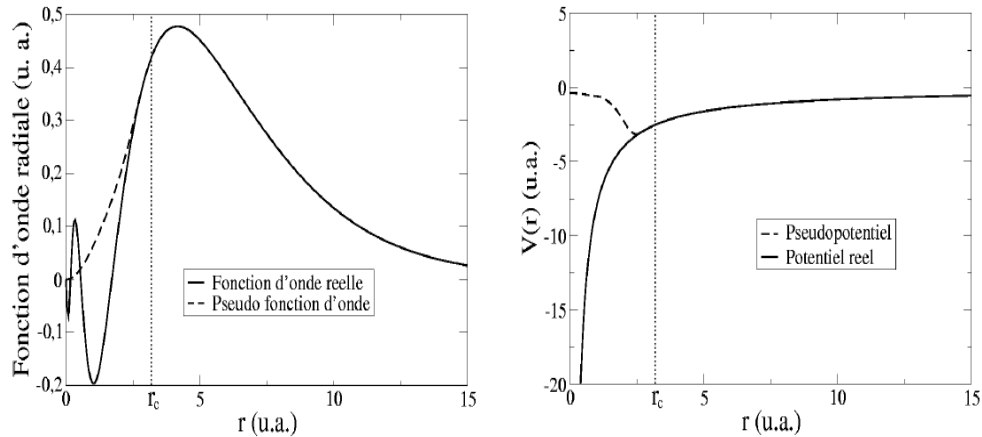 Fonction d'onde radiale (u. a.)
0,5
0,4
0,3
0,2
0,1
0
-0,1
-0,2
Fonction d'onde reelle
Pseudo fonction d'onde
0
r_c
5
10
15
r (u.a.)
V(r) (u.a.)
5
0
-5
-10
-15
-20
Pseudopotentiel
Potentiel reel
0
r_c
5
10
15
r (u.a.)